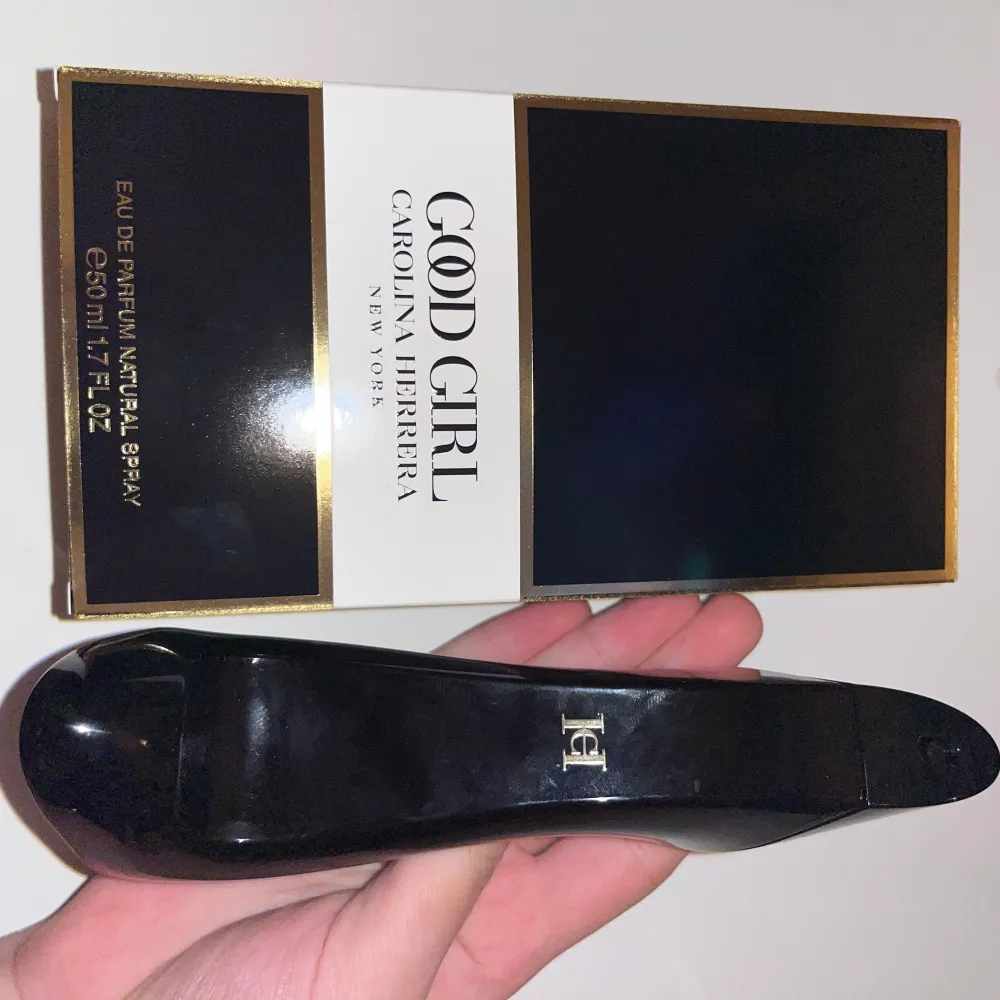 GOOD GIRL
CAROLINA HERRERA
NEW YORK
EAU DE PARFUM NATURAL SPRAY
℮50 ml 1.7 FL OZ
CH